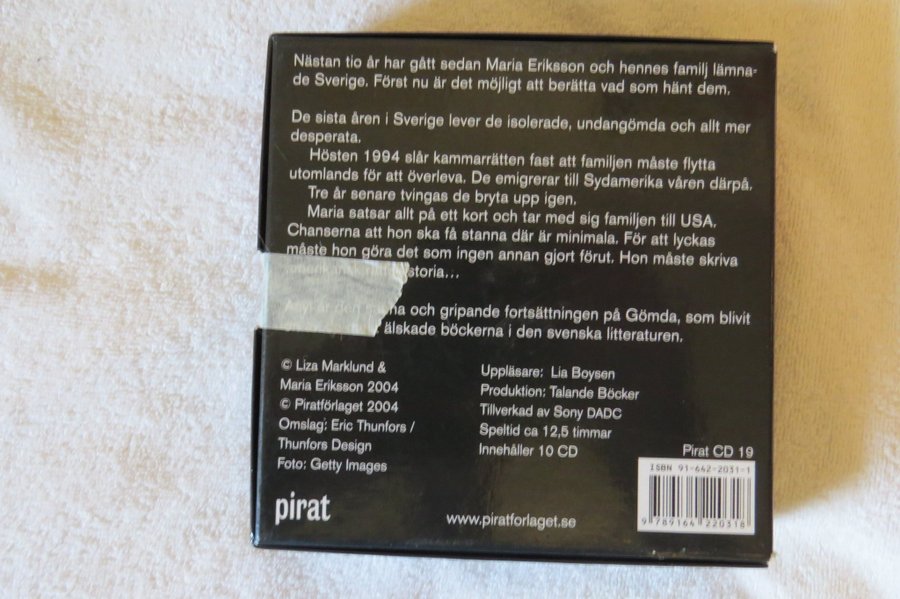 Nästan tio år har gått sedan Maria Eriksson och hennes familj lämna-
de Sverige. Först nu är det möjligt att berätta vad som hänt dem.
De sista åren i Sverige lever de isolerade, undangömda och allt mer
desperata.
Hösten 1994 slår kammarrätten fast att familjen måste flytta
utomlands för att överleva. De emigrerar till Sydamerika våren därpå.
Tre år senare tvingas de bryta upp igen.
Maria satsar allt på ett kort och tar med sig familjen till USA.
Chanserna att hon ska få stanna där är minimala. För att lyckas
måste hon göra det som ingen annan gjort förut. Hon måste skriva
storia...
är den na och gripande fortsättningen på Gömda, som blivit
älskade böckerna i den svenska litteraturen.
© Liza Marklund &
Maria Eriksson 2004
© Piratförlaget 2004
Omslag: Eric Thunfors /
Thunfors Design
Foto: Getty Images
Uppläsare: Lia Boysen
Produktion: Talande Böcker
Tillverkad av Sony DADC
Speltid ca 12,5 timmar
Innehåller 10 CD
Pirat CD 19
ISBN 91-642-2031-1
9 789164 220318
pirat
www.piratforlaget.se